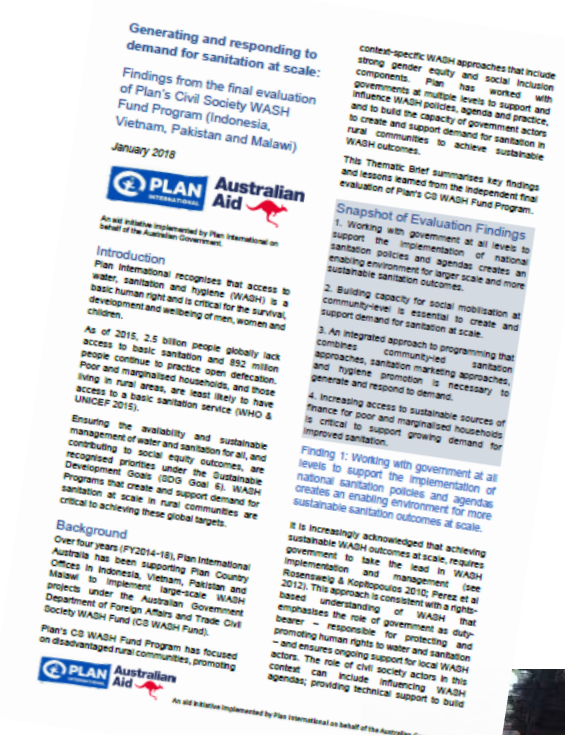 Generating and responding to
demand for sanitation at scale:
Findings from the final evaluation
of Plan's Civil Society WASH
Fund Program (Indonesia,
Vietnam, Pakistan and Malawi)
January 2018
PLAN
INTERNATIONAL
Australian
Aid
An aid initiative implemented by Plan International on
behalf of the Australian Government.
Introduction
Plan International recognises that access to
water, sanitation and hygiene (WASH) is a
basic human right and is critical for the survival,
development and wellbeing of men, women and
children.
As of 2015, 2.5 billion people globally lack
access to basic sanitation and 892 million
people continue to practice open defecation.
Poor and marginalised households, and those
living in rural areas, are least likely to have
access to a basic sanitation service (WHO &
UNICEF 2015).
Ensuring the availability and sustainable
management of water and sanitation for all, and
contributing to social equity outcomes, are
recognised priorities under the Sustainable
Development Goals (SDG Goal 6). WASH
Programs that create and support demand for
sanitation at scale in rural communities are
critical to achieving these global targets.
Background
Over four years (FY2014-18), Plan International
Australia has been supporting Plan Country
Offices in Indonesia, Vietnam, Pakistan and
Malawi to implement large-scale WASH
projects under the Australian Government
Department of Foreign Affairs and Trade Civil
Society WASH Fund (CS WASH Fund).
Plan's CS WASH Fund Program has focused
on disadvantaged rural communities, promoting
context-specific WASH approaches that include
strong gender equity and social inclusion
components. Plan has worked with
governments at multiple levels to support and
influence WASH policies, agenda and practice,
and to build the capacity of government actors
to create and support demand for sanitation in
rural communities to achieve sustainable
WASH outcomes.
This Thematic Brief summarises key findings
and lessons learned from the independent final
evaluation of Plan's CS WASH Fund Program.
Snapshot of Evaluation Findings
1. Working with government at all levels to
support the implementation of national
sanitation policies and agendas creates an
enabling environment for larger scale and more
sustainable sanitation outcomes.
2. Building capacity for social mobilisation at
community-level is essential to create and
support demand for sanitation at scale.
3. An integrated approach to programming that
combines community-led sanitation
approaches, sanitation marketing approaches,
and hygiene promotion is necessary to
generate and respond to demand.
4. Increasing access to sustainable sources of
finance for poor and marginalised households
is critical to support growing demand for
improved sanitation.
Finding 1: Working with government at all
levels to support the implementation of
national sanitation policies and agendas
creates an enabling environment for more
sustainable sanitation outcomes at scale.
It is increasingly acknowledged that achieving
sustainable WASH outcomes at scale, requires
government to take the lead in WASH
implementation and management (see
Rosensweig & Kopitopoulos 2010; Perez et al
2012). This approach is consistent with a rights-
based understanding of WASH that
emphasises the role of government as duty-
bearer – responsible for protecting and
promoting human rights to water and sanitation
– and ensures ongoing support for local WASH
actors. The role of civil society actors in this
context can include influencing WASH
agendas; providing technical support to build
PLAN
INTERNATIONAL
Australian
Aid
An aid initiative implemented by Plan International on behalf of the Australian